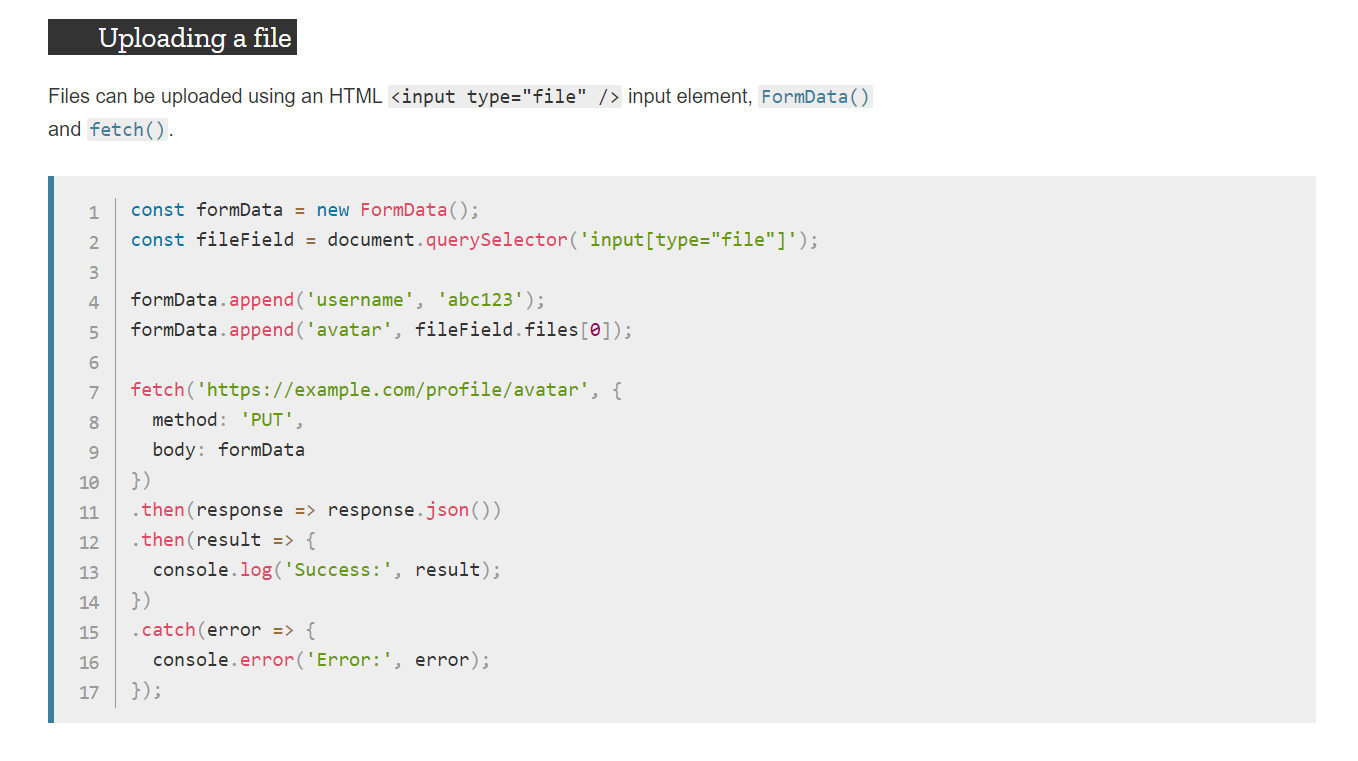 Uploading a file
Files can be uploaded using an HTML <input type="file" /> input element, FormData()
and fetch().
1 const formData = new FormData();
2 const fileField = document.querySelector('input[type="file"]');
3
4 formData.append('username', 'abc123');
5 formData.append('avatar', fileField.files[0]);
6
7 fetch('https://example.com/profile/avatar', {
8   method: 'PUT',
9   body: formData
10 })
11 .then(response => response.json())
12 .then(result => {
13   console.log('Success:', result);
14 })
15 .catch(error => {
16   console.error('Error:', error);
17 });